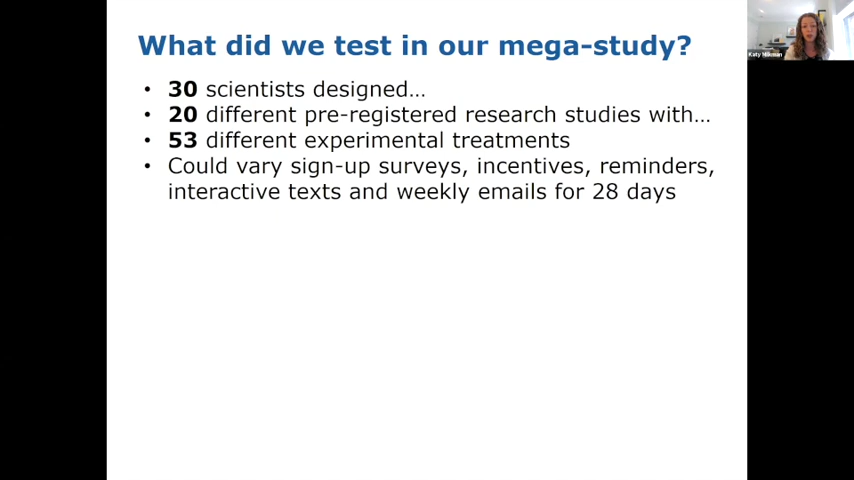 What did we test in our mega-study?
• 30 scientists designed…
• 20 different pre-registered research studies with…
• 53 different experimental treatments
• Could vary sign-up surveys, incentives, reminders,
interactive texts and weekly emails for 28 days
Katy Milkman